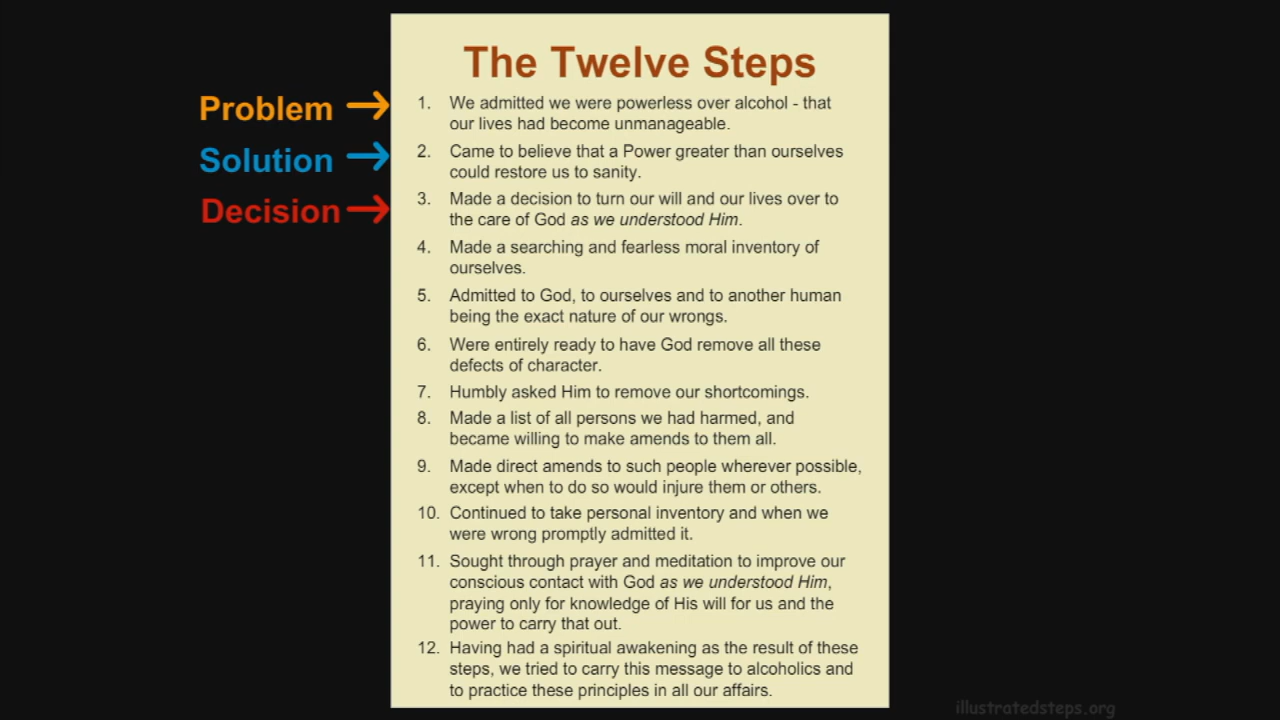 The Twelve Steps
Problem →
Solution →
Decision →
1. We admitted we were powerless over alcohol - that
our lives had become unmanageable.
2. Came to believe that a Power greater than ourselves
could restore us to sanity.
3. Made a decision to turn our will and our lives over to
the care of God as we understood Him.
4. Made a searching and fearless moral inventory of
ourselves.
5. Admitted to God, to ourselves and to another human
being the exact nature of our wrongs.
6. Were entirely ready to have God remove all these
defects of character.
7. Humbly asked Him to remove our shortcomings.
8. Made a list of all persons we had harmed, and
became willing to make amends to them all.
9. Made direct amends to such people wherever possible,
except when to do so would injure them or others.
10. Continued to take personal inventory and when we
were wrong promptly admitted it.
11. Sought through prayer and meditation to improve our
conscious contact with God as we understood Him,
praying only for knowledge of His will for us and the
power to carry that out.
12. Having had a spiritual awakening as the result of these
steps, we tried to carry this message to alcoholics and
to practice these principles in all our affairs.
illustratedsteps.org